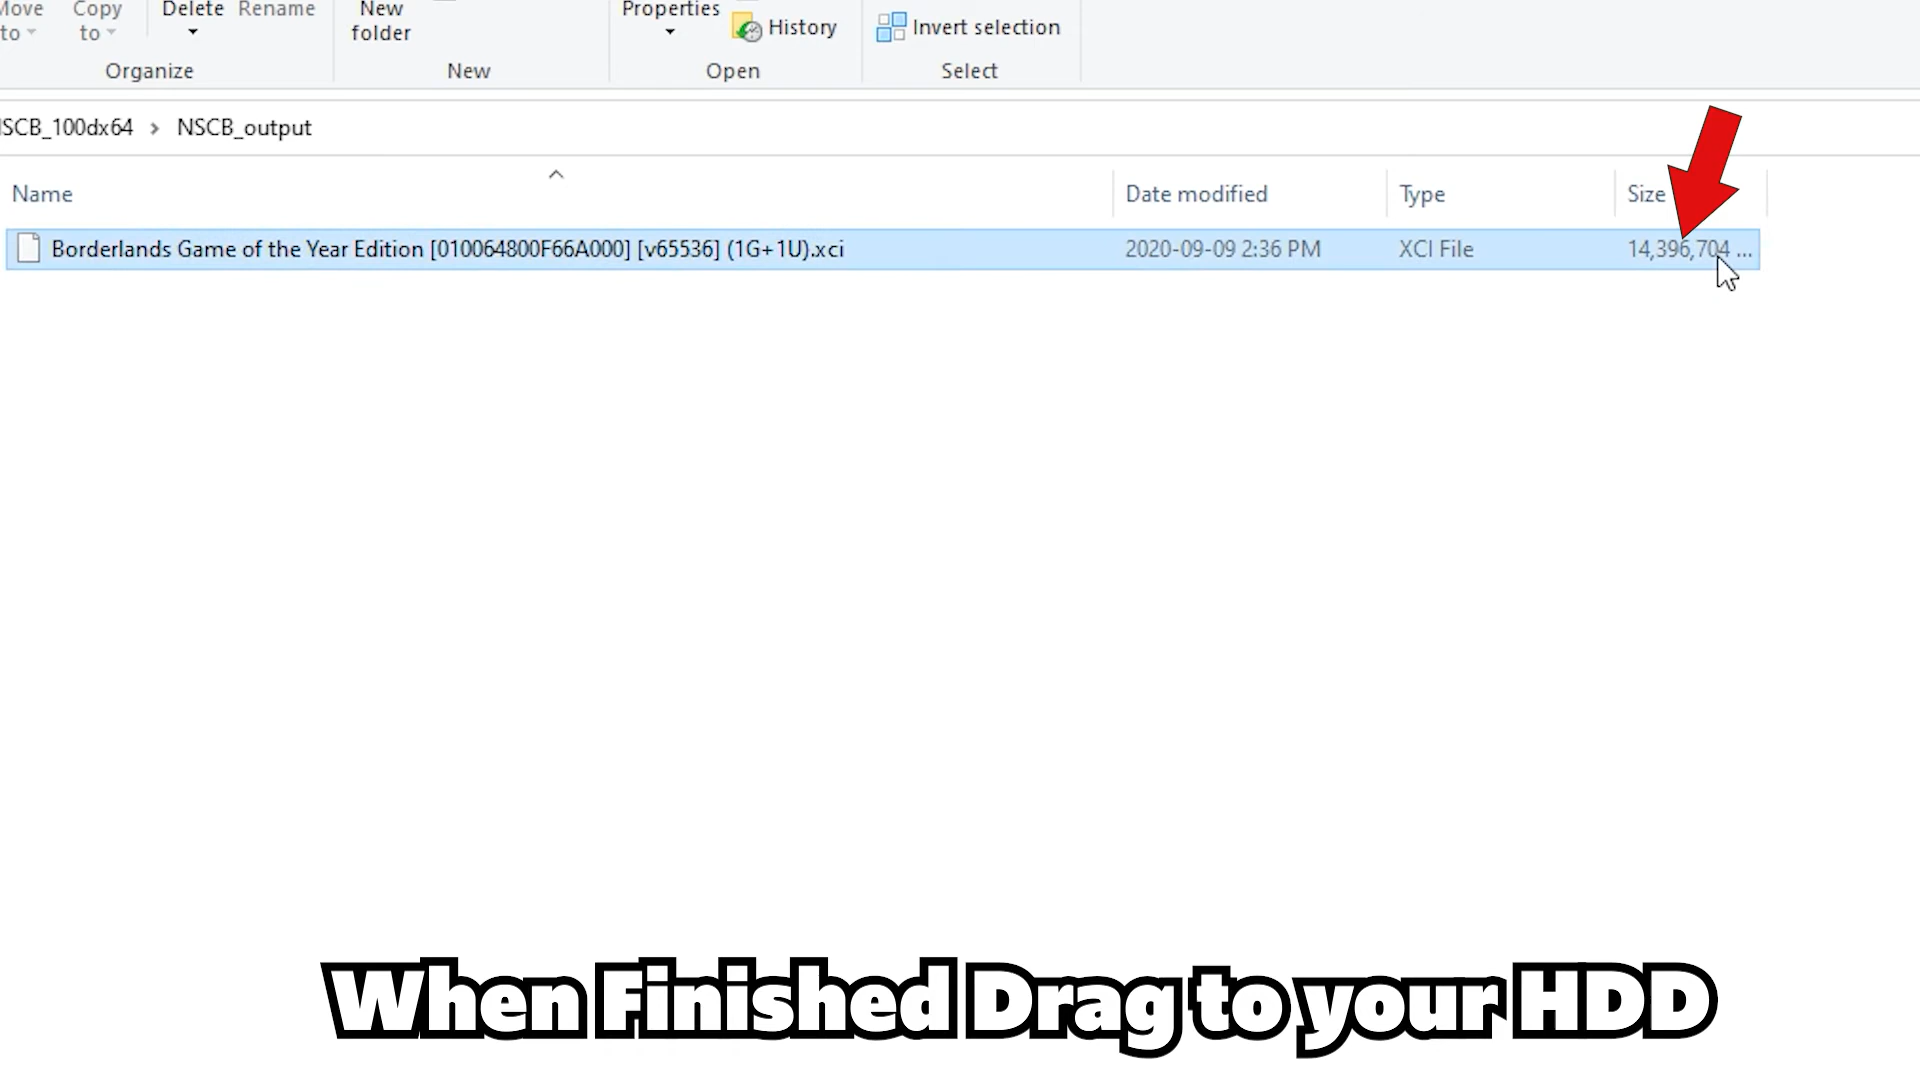 Move to
Copy to
Delete
Rename
New folder
Properties
History
Invert selection
Organize
New
Open
Select
SCB_100dx64 > NSCB_output
Name
Date modified
Type
Size
Borderlands Game of the Year Edition [010064800F66A000] [v65536] (1G+1U).xci
2020-09-09 2:36 PM
XCI File
14,396,704 ...
When Finished Drag to your HDD